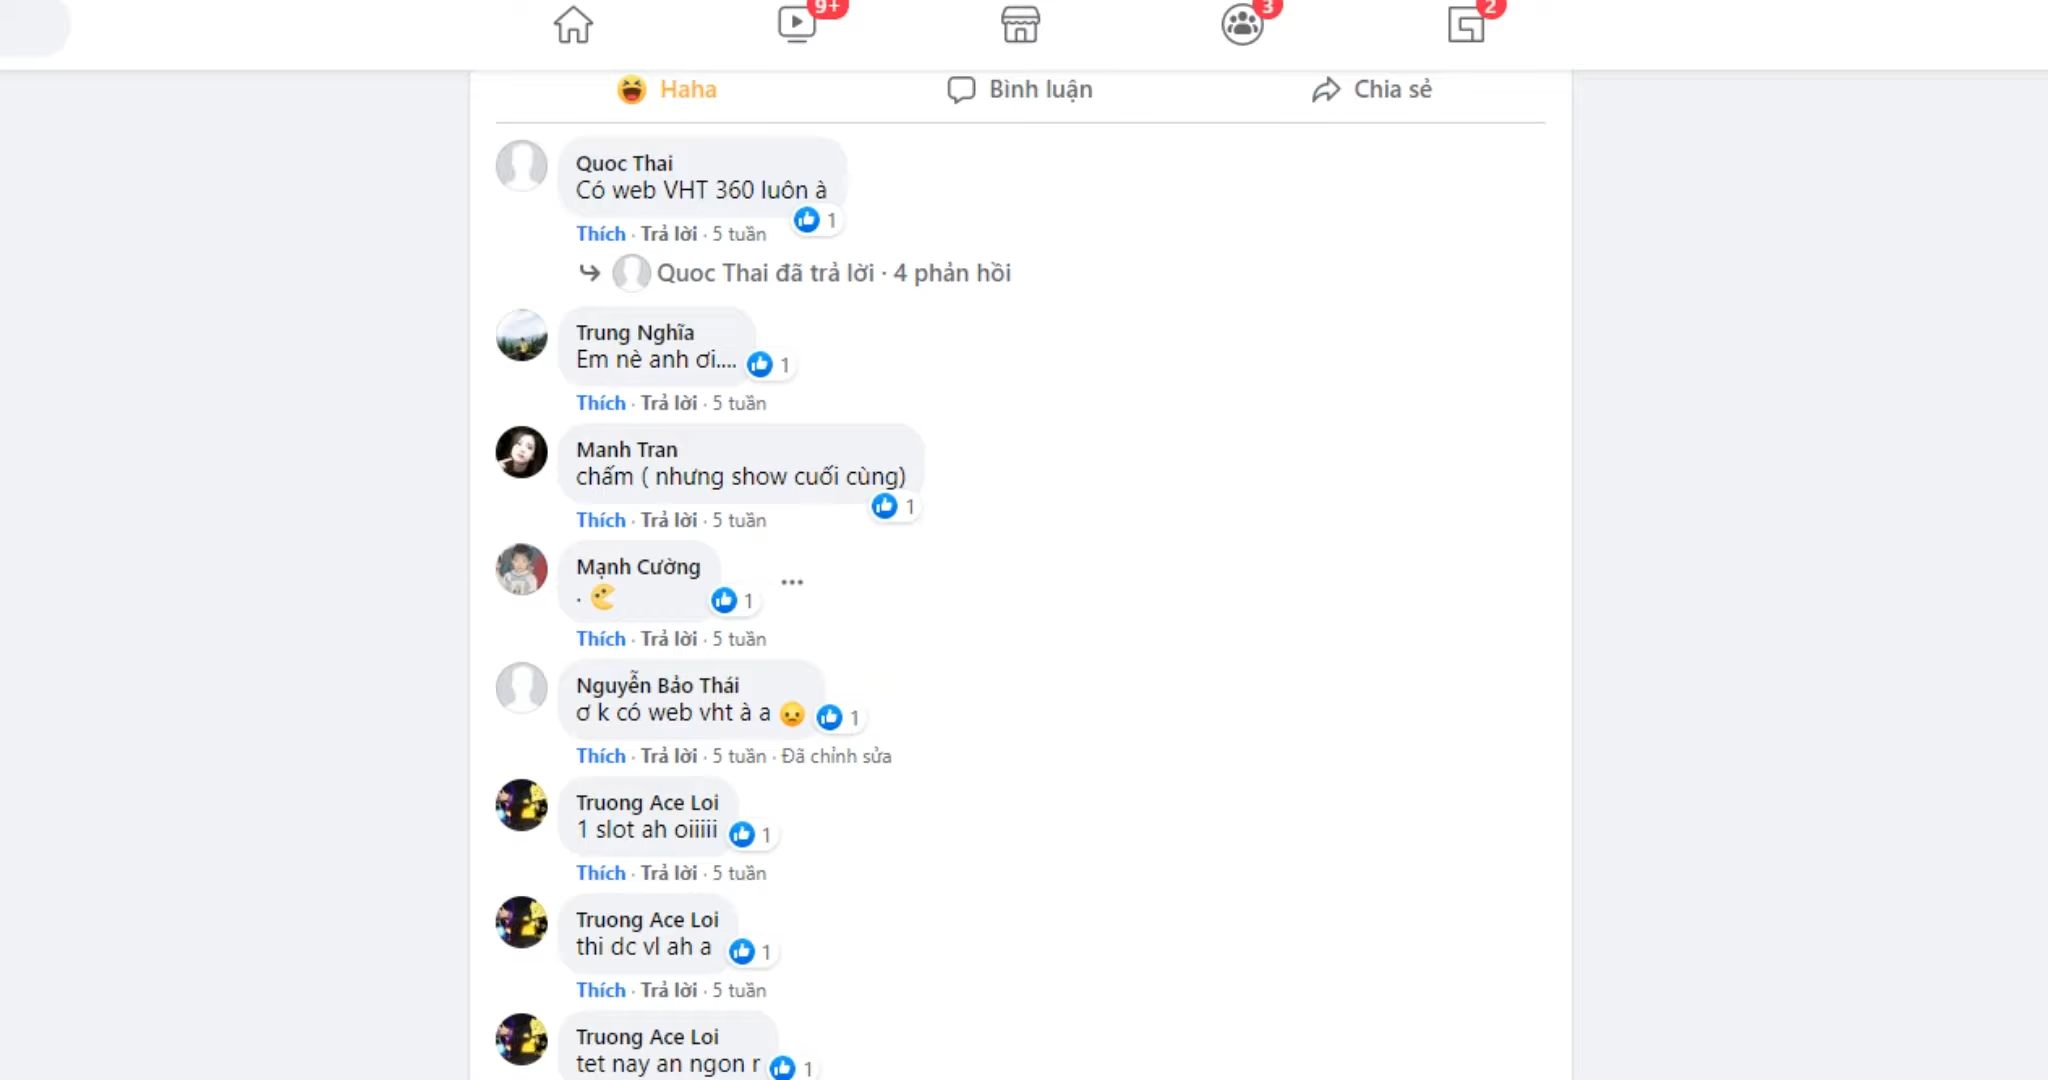 9+
3
2
Haha
Bình luận
Chia sẻ
Quoc Thai
Có web VHT 360 luôn à
1
Thích · Trả lời · 5 tuần
Quoc Thai đã trả lời · 4 phản hồi
Trung Nghĩa
Em nè anh ơi....
1
Thích · Trả lời · 5 tuần
Manh Tran
chấm ( nhưng show cuối cùng)
1
Thích · Trả lời · 5 tuần
Mạnh Cường
.
1
Thích · Trả lời · 5 tuần
Nguyễn Bảo Thái
ơ k có web vht à a
1
Thích · Trả lời · 5 tuần · Đã chỉnh sửa
Truong Ace Loi
1 slot ah oiiiii
1
Thích · Trả lời · 5 tuần
Truong Ace Loi
thi dc vl ah a
1
Thích · Trả lời · 5 tuần
Truong Ace Loi
tet nay an ngon r
1